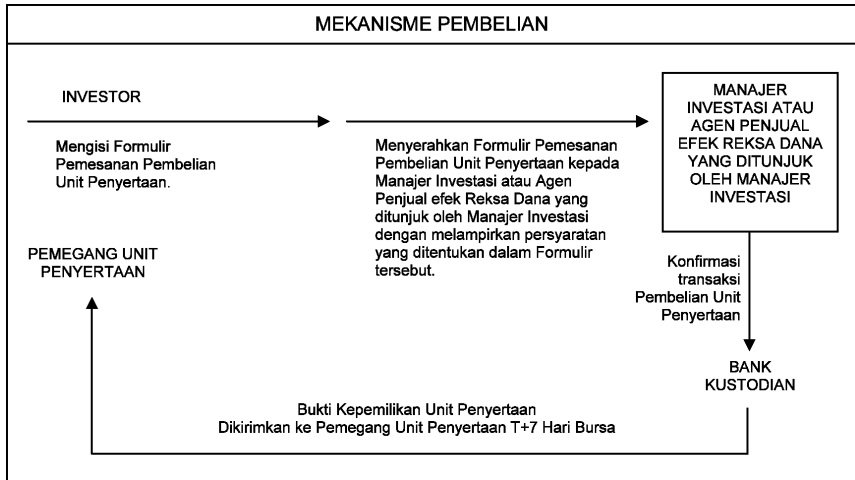 MEKANISME PEMBELIAN
INVESTOR
Mengisi Formulir
Pemesanan Pembelian
Unit Penyertaan.
Menyerahkan Formulir Pemesanan
Pembelian Unit Penyertaan kepada
Manajer Investasi atau Agen
Penjual efek Reksa Dana yang
ditunjuk oleh Manajer Investasi
dengan melampirkan persyaratan
yang ditentukan dalam Formulir
tersebut.
MANAJER
INVESTASI ATAU
AGEN PENJUAL
EFEK REKSA DANA
YANG DITUNJUK
OLEH MANAJER
INVESTASI
Konfirmasi
transaksi
Pembelian Unit
Penyertaan
BANK
KUSTODIAN
Bukti Kepemilikan Unit Penyertaan
Dikirimkan ke Pemegang Unit Penyertaan T+7 Hari Bursa
PEMEGANG UNIT
PENYERTAAN